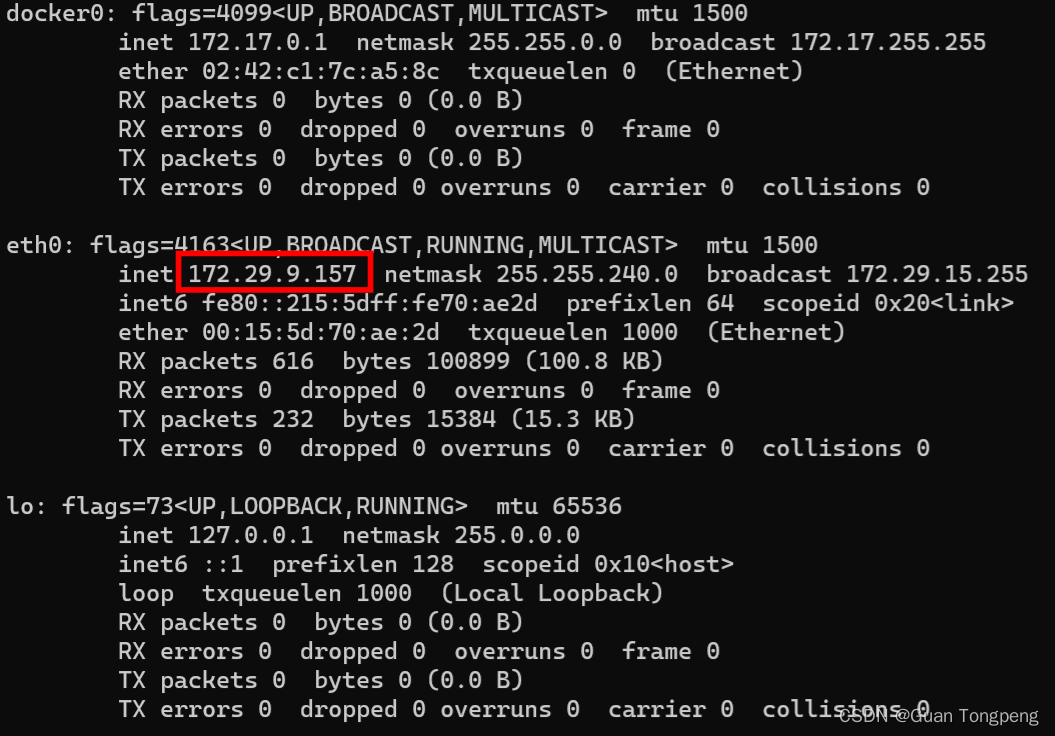 docker0: flags=4099<UP,BROADCAST,MULTICAST>  mtu 1500
        inet 172.17.0.1  netmask 255.255.0.0  broadcast 172.17.255.255
        ether 02:42:c1:7c:a5:8c  txqueuelen 0  (Ethernet)
        RX packets 0  bytes 0 (0.0 B)
        RX errors 0  dropped 0  overruns 0  frame 0
        TX packets 0  bytes 0 (0.0 B)
        TX errors 0  dropped 0 overruns 0  carrier 0  collisions 0

eth0: flags=4163<UP,BROADCAST,RUNNING,MULTICAST>  mtu 1500
        inet 172.29.9.157  netmask 255.255.240.0  broadcast 172.29.15.255
        inet6 fe80::215:5dff:fe70:ae2d  prefixlen 64  scopeid 0x20<link>
        ether 00:15:5d:70:ae:2d  txqueuelen 1000  (Ethernet)
        RX packets 616  bytes 100899 (100.8 KB)
        RX errors 0  dropped 0  overruns 0  frame 0
        TX packets 232  bytes 15384 (15.3 KB)
        TX errors 0  dropped 0 overruns 0  carrier 0  collisions 0

lo: flags=73<UP,LOOPBACK,RUNNING>  mtu 65536
        inet 127.0.0.1  netmask 255.0.0.0
        inet6 ::1  prefixlen 128  scopeid 0x10<host>
        loop  txqueuelen 1000  (Local Loopback)
        RX packets 0  bytes 0 (0.0 B)
        RX errors 0  dropped 0  overruns 0  frame 0
        TX packets 0  bytes 0 (0.0 B)
        TX errors 0  dropped 0 overruns 0  carrier 0  collisions 0
CSDN @Guan Tongpeng